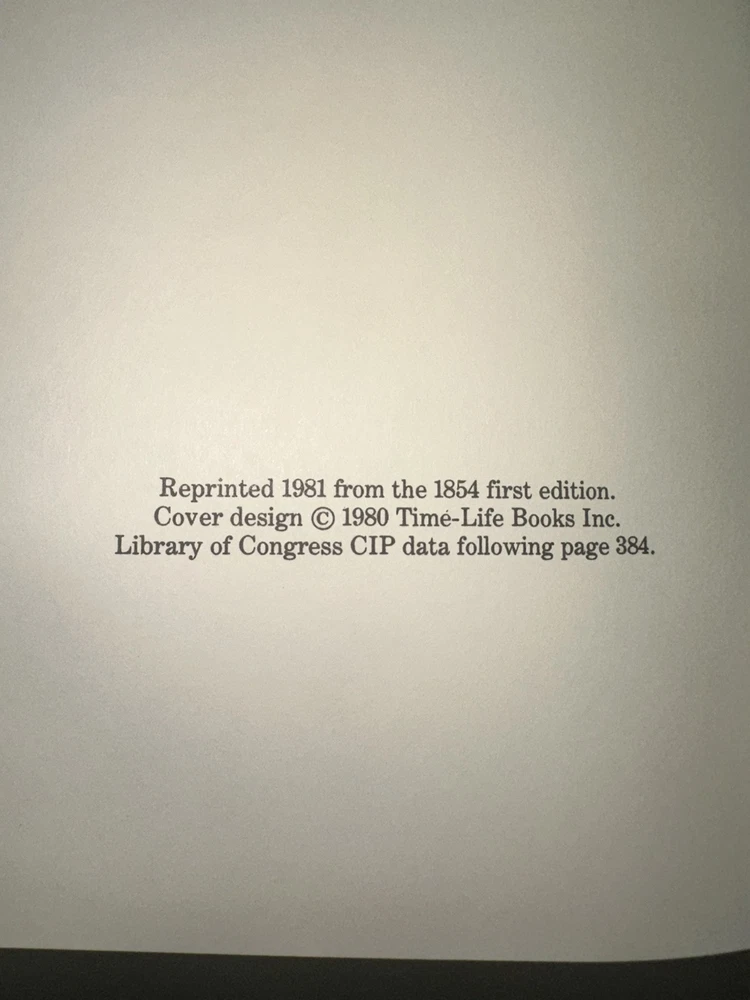 Reprinted 1981 from the 1854 first edition.
Cover design © 1980 Time-Life Books Inc.
Library of Congress CIP data following page 384.